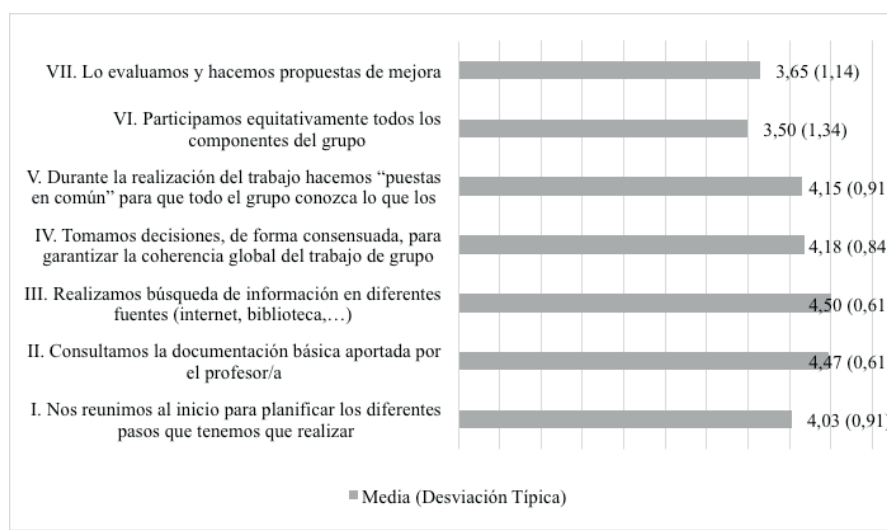 VII. Lo evaluamos y hacemos propuestas de mejora
3,65 (1,14)
VI. Participamos equitativamente todos los
componentes del grupo
3,50 (1,34)
V. Durante la realización del trabajo hacemos “puestas
en común” para que todo el grupo conozca lo que los
4,15 (0,91
IV. Tomamos decisiones, de forma consensuada, para
garantizar la coherencia global del trabajo de grupo
4,18 (0,84
III. Realizamos búsqueda de información en diferentes
fuentes (internet, biblioteca,…)
4,50 (0,61
II. Consultamos la documentación básica aportada por
el profesor/a
4,47 (0,61
I. Nos reunimos al inicio para planificar los diferentes
pasos que tenemos que realizar
4,03 (0,91)
Media (Desviación Típica)